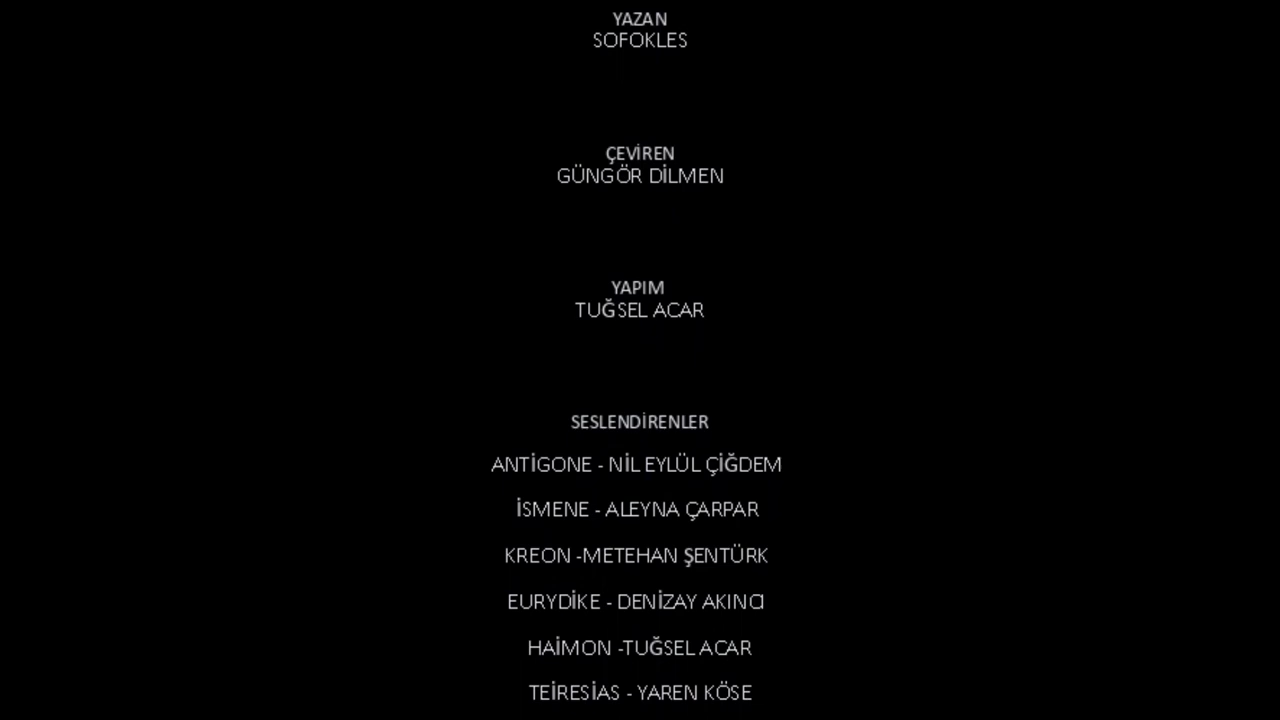 YAZAN
SOFOKLES
ÇEVİREN
GÜNGÖR DİLMEN
YAPIM
TUĞSEL ACAR
SESLENDİRENLER
ANTİGONE - NİL EYLÜL ÇİĞDEM
İSMENE - ALEYNA ÇARPAR
KREON -METEHAN ŞENTÜRK
EURYDİKE - DENİZAY AKINCI
HAİMON -TUĞSEL ACAR
TEİRESİAS - YAREN KÖSE